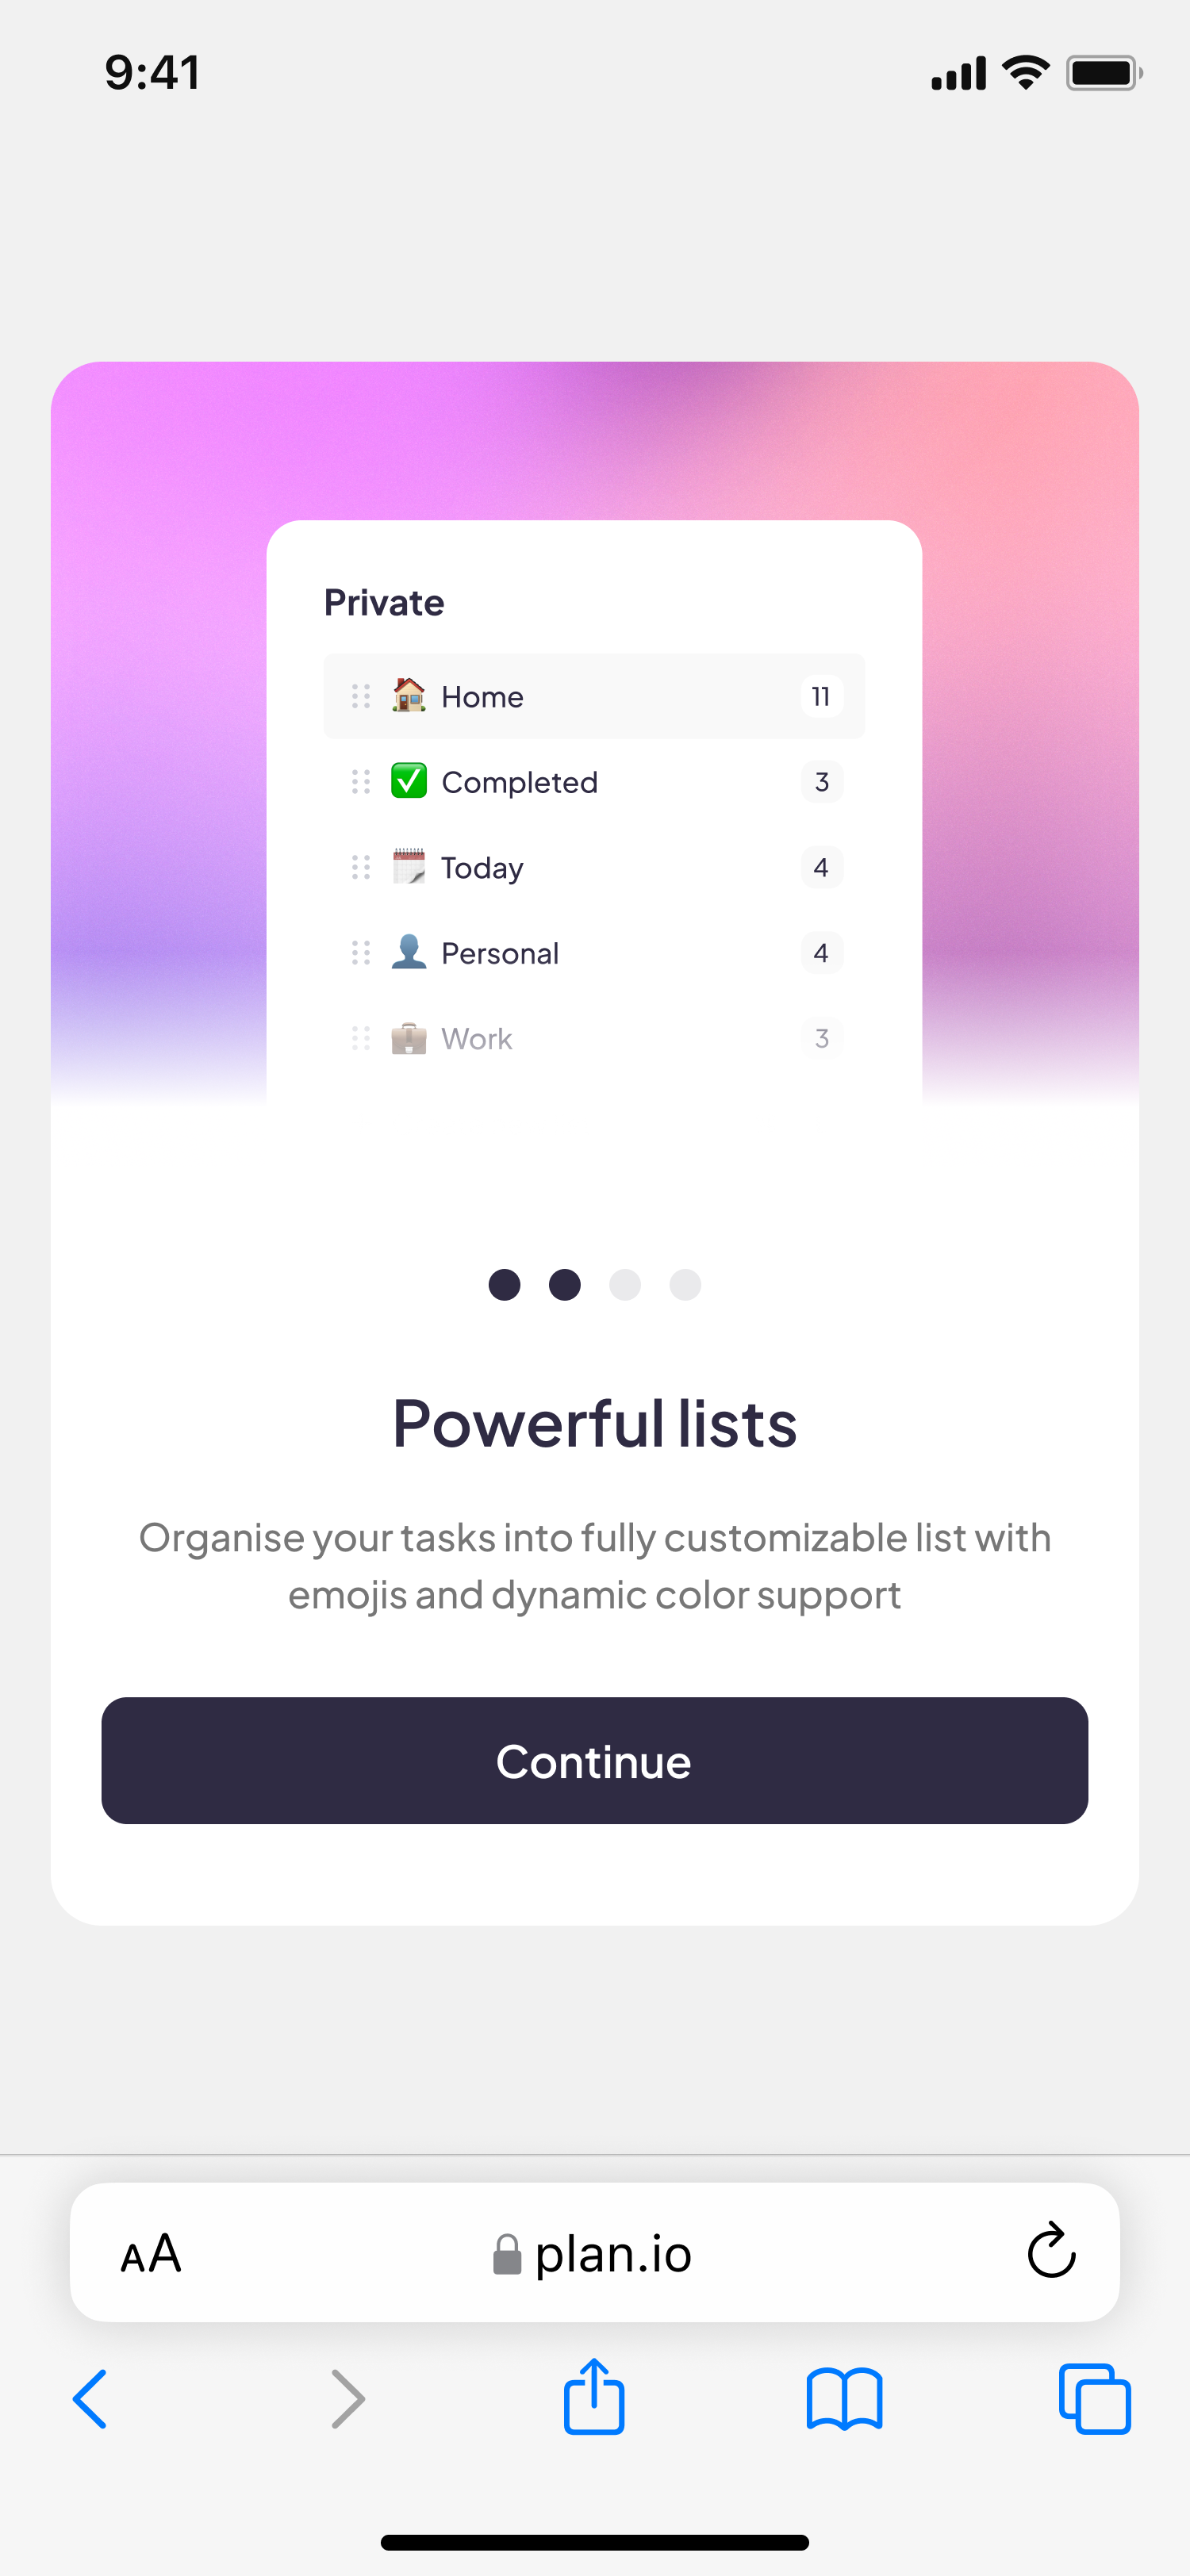 9:41
Private
Home 11
Completed 3
Today 4
Personal 4
Work 3
Powerful lists
Organise your tasks into fully customizable list with
emojis and dynamic color support
Continue
AA plan.io